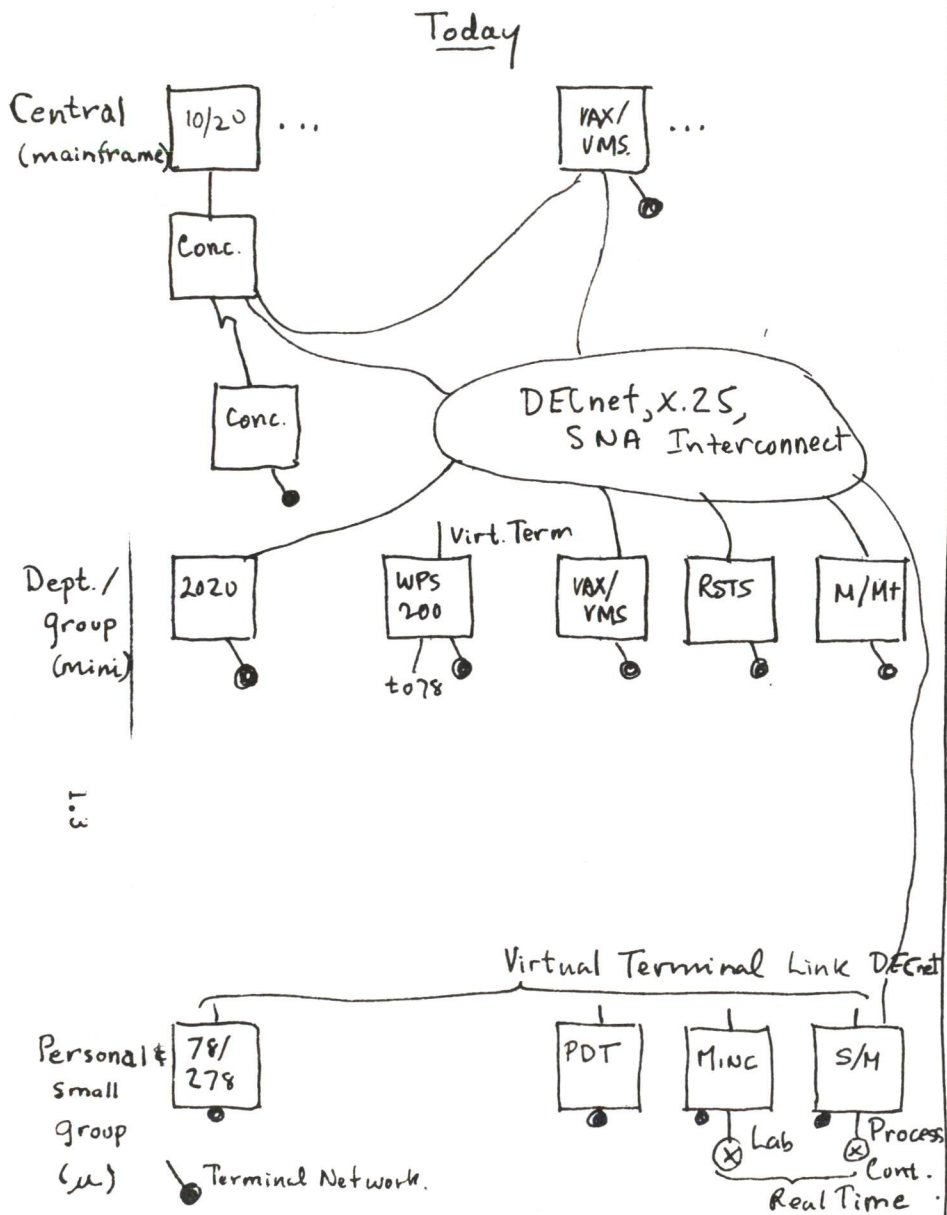 Today
Central
(mainframe)
10/20
...
VAX/
VMS.
...
Conc.
Conc.
DECnet, X.25,
SNA Interconnect
Virt. Term
Dept./
group
(mini)
2020
WPS
200
VAX/
VMS
RSTS
M/M+
to78
Virtual Terminal Link DECnet
Personal &
small
group
(μ)
78/
278
PDT
MINC
S/M
Lab
Process
Cont.
Real Time
Terminal Network.